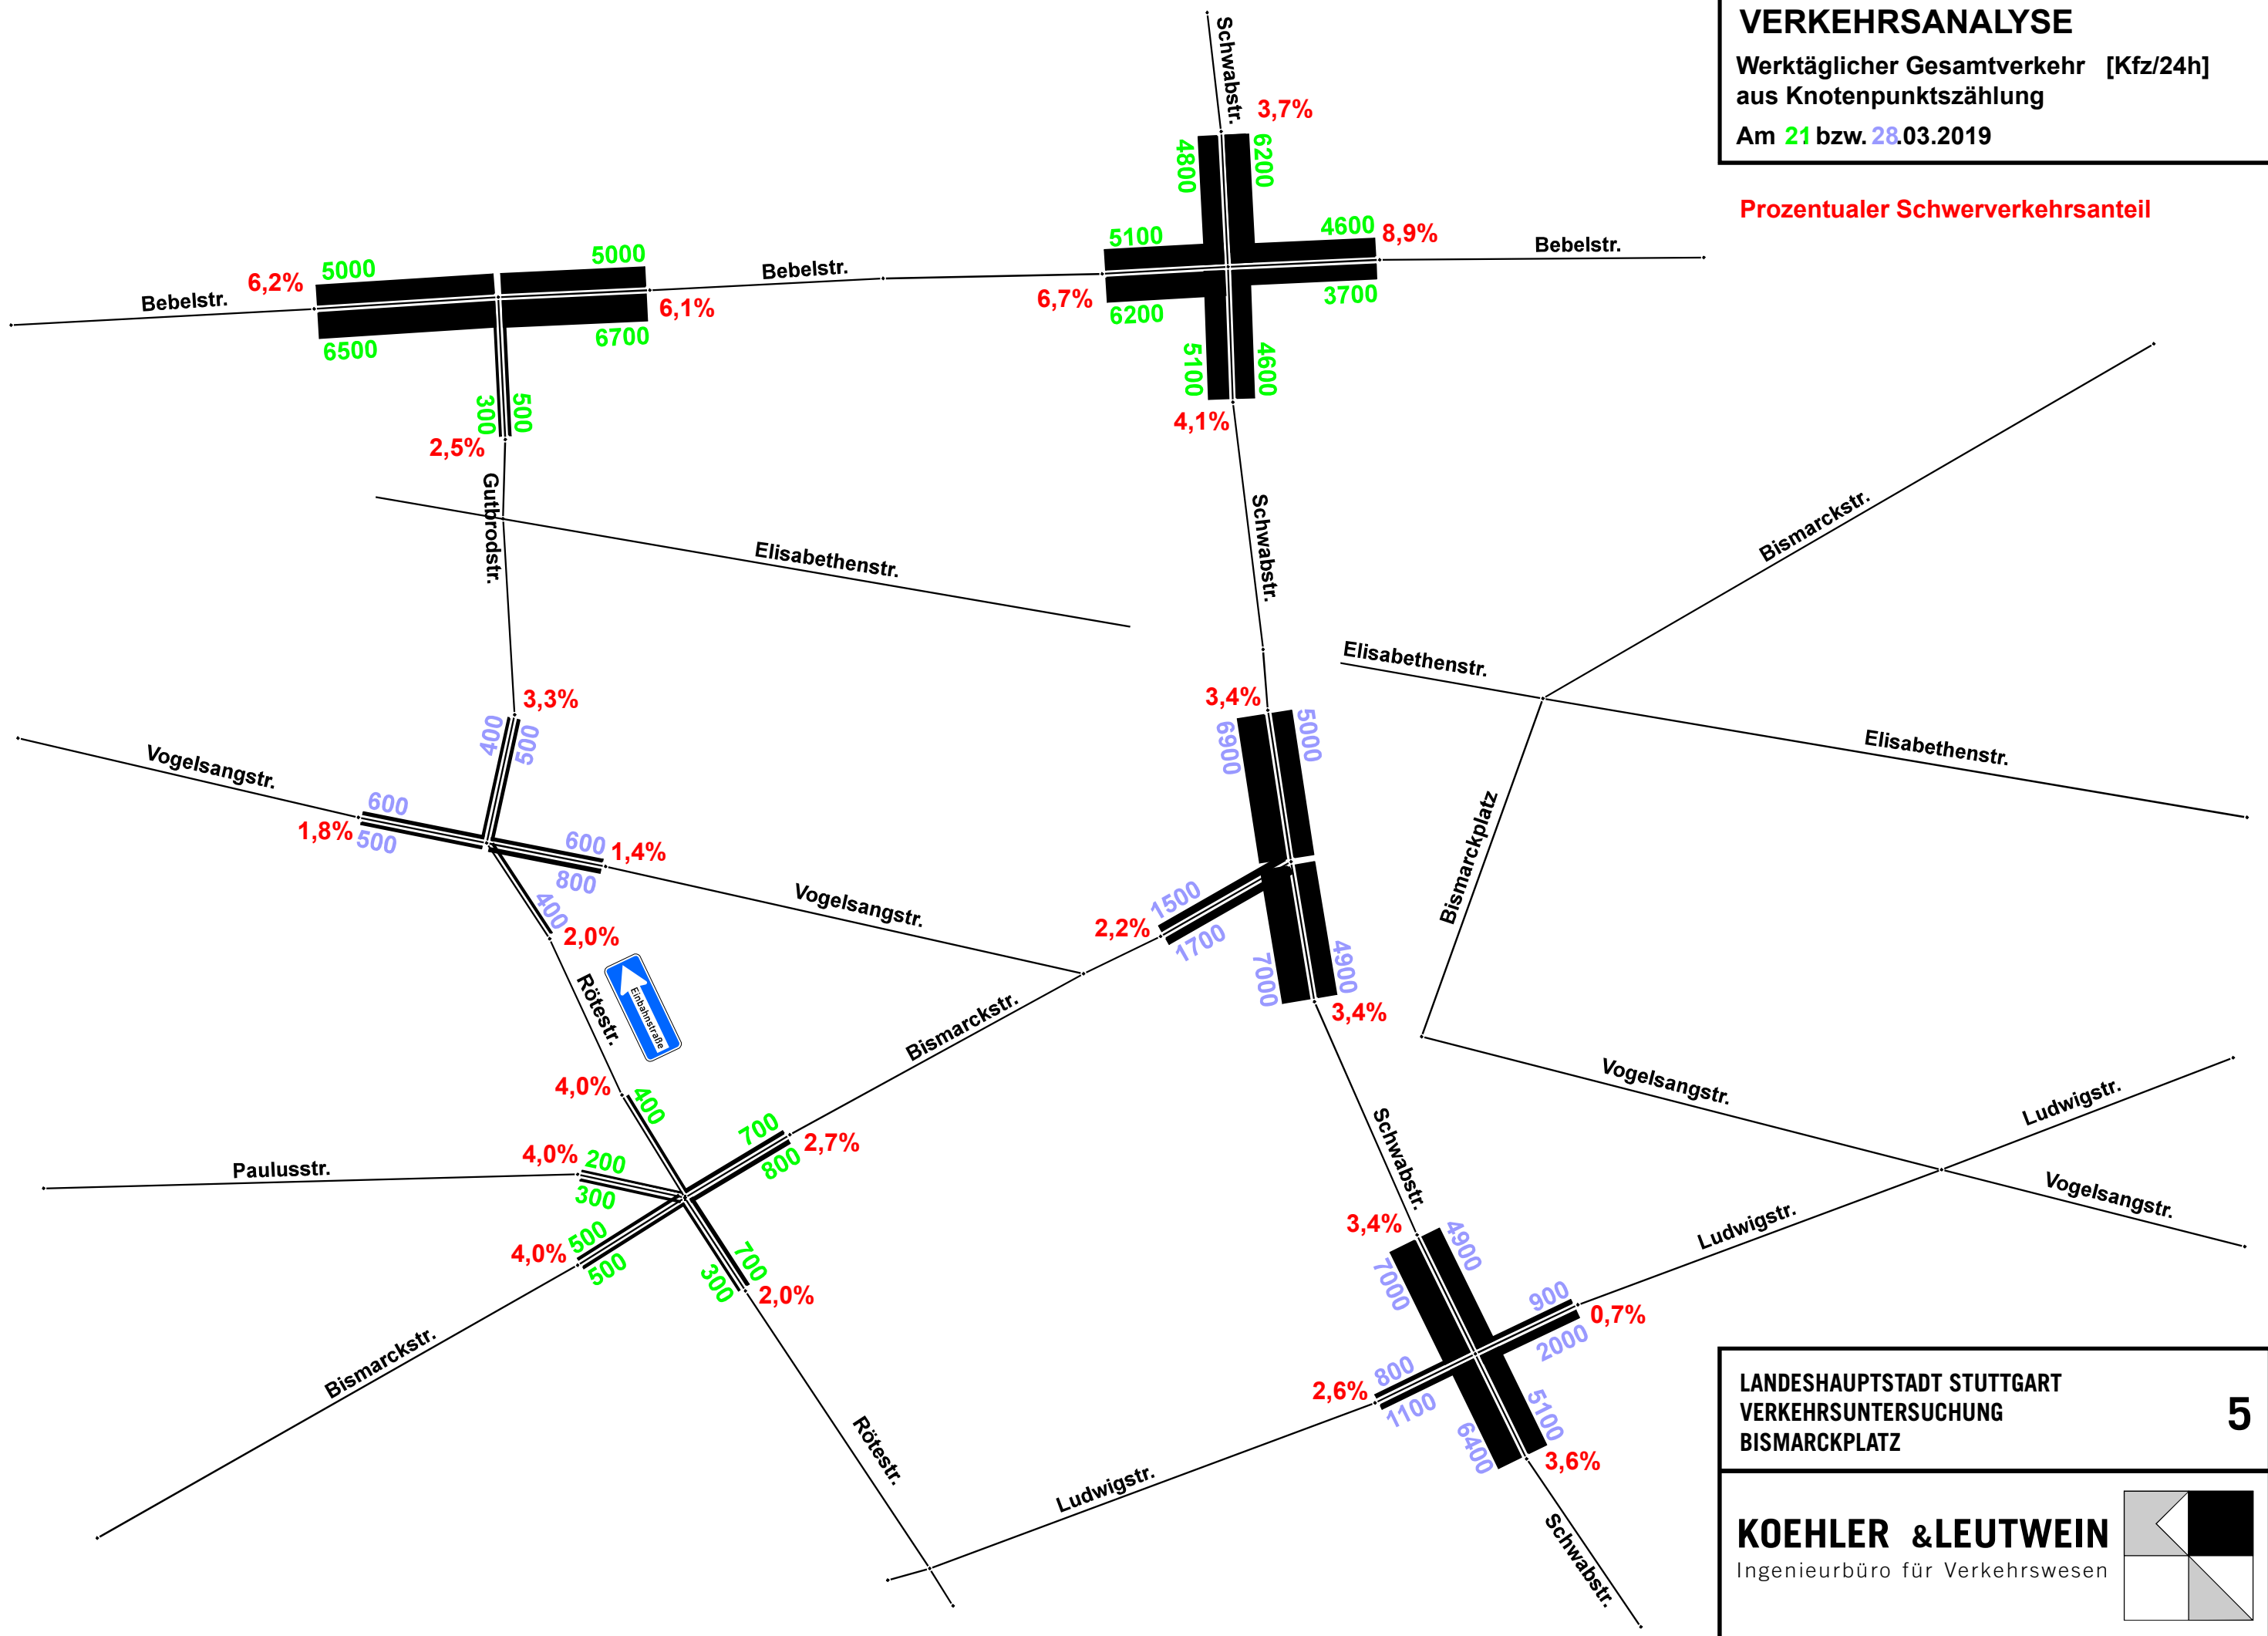 VERKEHRSANALYSE
Werktäglicher Gesamtverkehr [Kfz/24h]
aus Knotenpunktszählung
Am 21 bzw. 28.03.2019
Prozentualer Schwerverkehrsanteil
Schwabstr.
3,7%
4800
6200
5100
4600
8,9%
Bebelstr.
6,7%
6200
3700
5100
4600
4,1%
Bebelstr.
6,2%
5000
5000
Bebelstr.
6,1%
6500
6700
300
500
2,5%
Gutbrodstr.
Elisabethenstr.
Schwabstr.
Bismarckstr.
Elisabethenstr.
Elisabethenstr.
Bismarckplatz
3,3%
400
500
Vogelsangstr.
600
1,8%
500
600
1,4%
800
400
2,0%
Vogelsangstr.
Rötestr.
Einbahnstraße
3,4%
6900
5000
1500
2,2%
1700
7000
4900
3,4%
Bismarckstr.
Vogelsangstr.
Ludwigstr.
Vogelsangstr.
Ludwigstr.
4,0%
400
4,0%
200
300
Paulusstr.
700
2,7%
800
4,0%
500
500
700
300
2,0%
Bismarckstr.
Rötestr.
Schwabstr.
3,4%
4900
7000
900
0,7%
2000
2,6%
800
1100
5100
6400
3,6%
Ludwigstr.
Schwabstr.
LANDESHAUPTSTADT STUTTGART
VERKEHRSUNTERSUCHUNG
BISMARCKPLATZ
5
KOEHLER &LEUTWEIN
Ingenieurbüro für Verkehrswesen